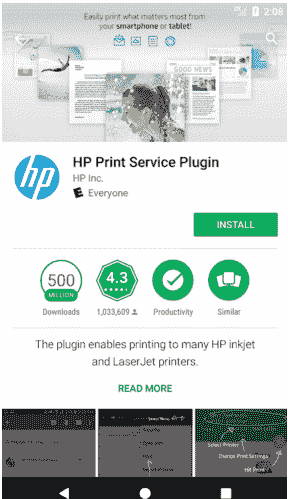 2:08
Easily print what matters most from
your smartphone or tablet!
GOOD NEWS
hp
HP Print Service Plugin
HP Inc.
E Everyone
INSTALL
500
MILLION
4.3
Downloads
1,033,609
Productivity
Similar
The plugin enables printing to many HP inkjet
and LaserJet printers.
READ MORE
Select Printer
Change Print Settings
Hit Print